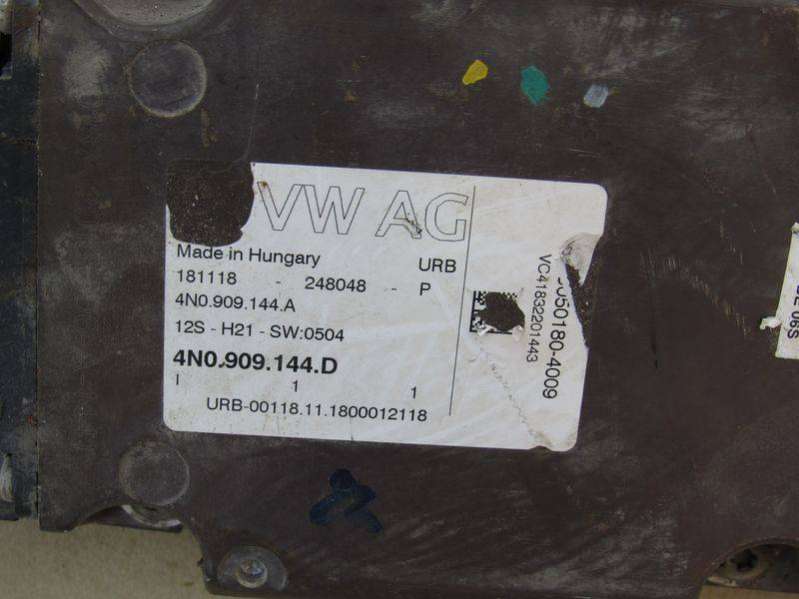 VW AG
Made in Hungary
URB
181118 - 248048 - P
4N0.909.144.A
12S - H21 - SW:0504
4N0.909.144.D
I 1 1
URB-00118.11.1800012118
VC41832201443
050180-4009
06S